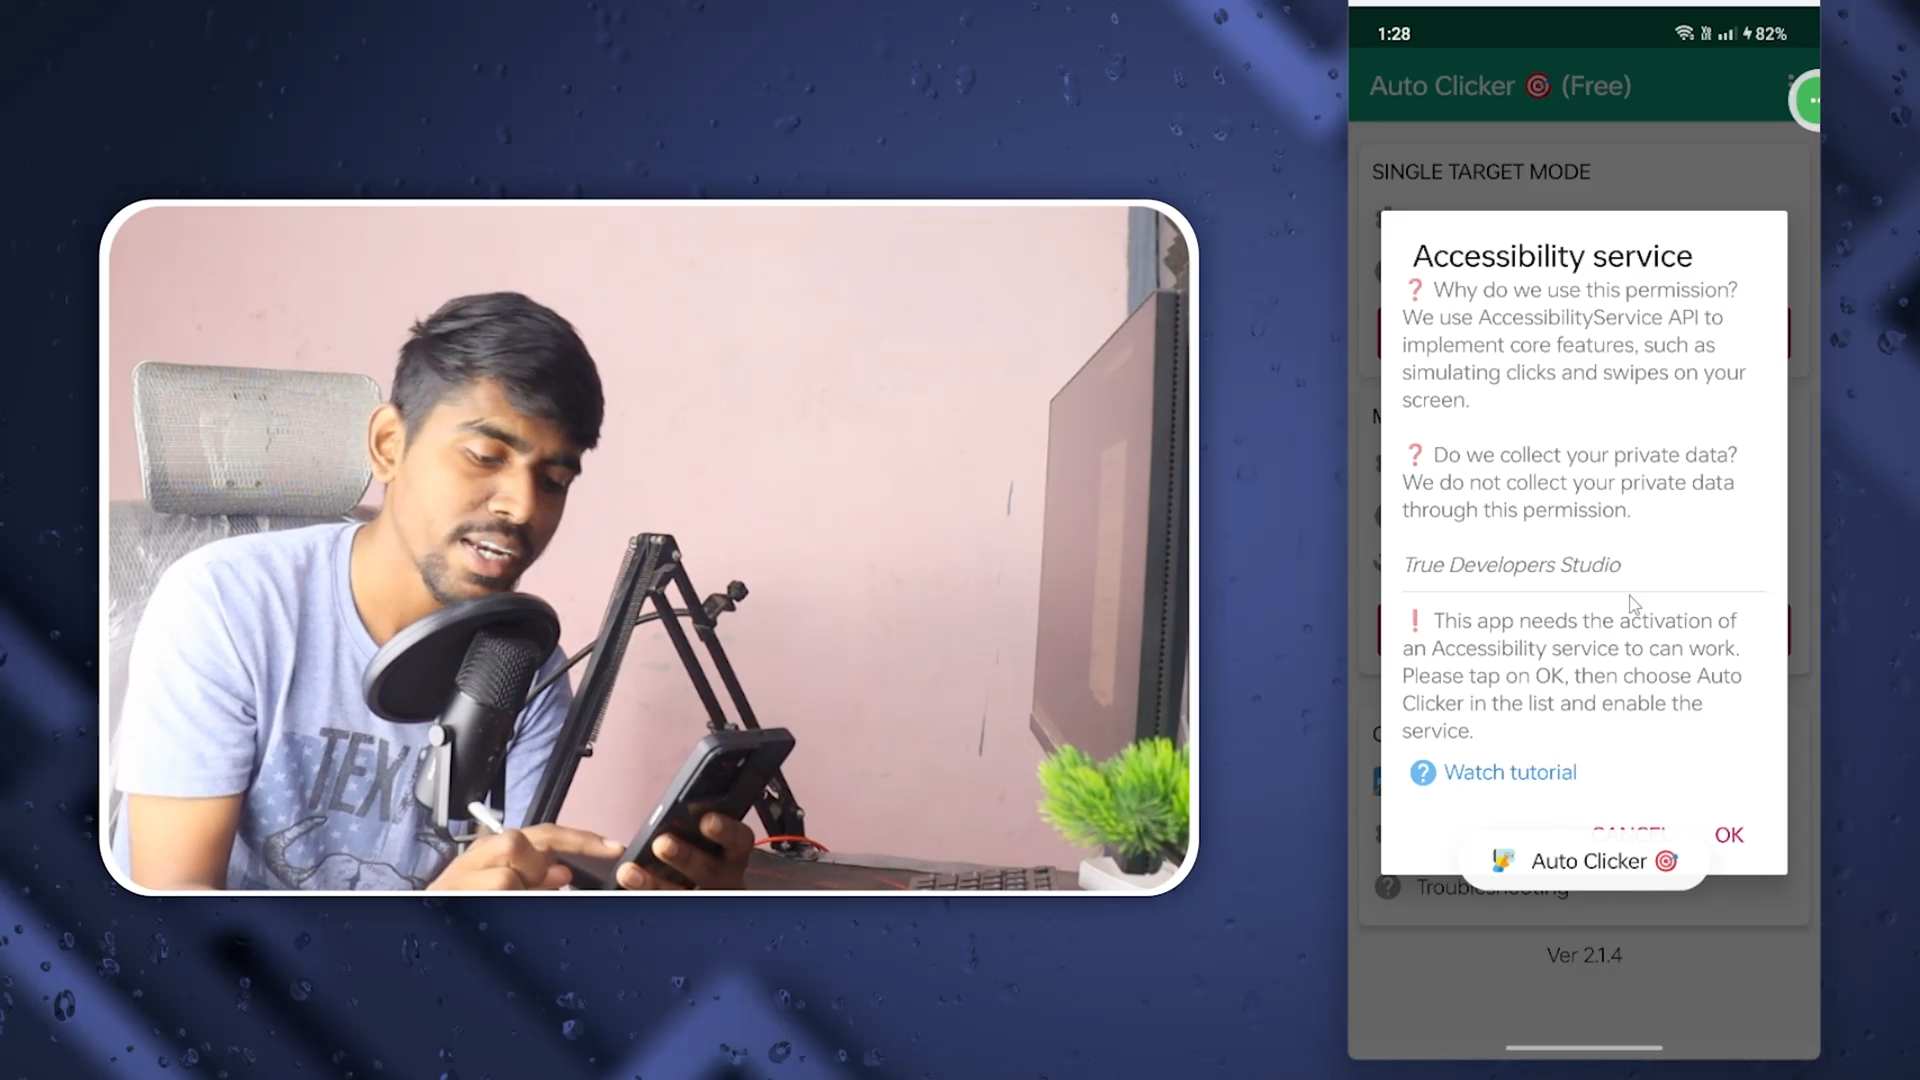 1:28
82%
Auto Clicker 🎯 (Free)
SINGLE TARGET MODE
Accessibility service
❓ Why do we use this permission?
We use AccessibilityService API to
implement core features, such as
simulating clicks and swipes on your
screen.
❓ Do we collect your private data?
We do not collect your private data
through this permission.
True Developers Studio
❗ This app needs the activation of
an Accessibility service to can work.
Please tap on OK, then choose Auto
Clicker in the list and enable the
service.
Watch tutorial
CANCEL OK
Auto Clicker 🎯
Troubleshooting
Ver 2.1.4
TEX